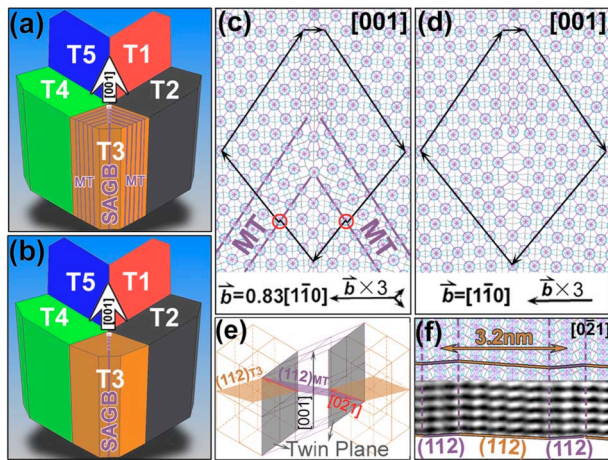 (a)
T5
T1
[001]
T4
T2
T3
MT
SAGB
MT
(b)
T5
T1
[001]
T4
T2
T3
SAGB
(c)
[001]
MT
MT
b⃗=0.83[11̄0]
b⃗×3
(d)
[001]
b⃗=[11̄0]
b⃗×3
(e)
(112)T3
(112)MT
[001]
[02̄1]
Twin Plane
(f)
[02̄1]
3.2nm
(112)
(112)
(112)